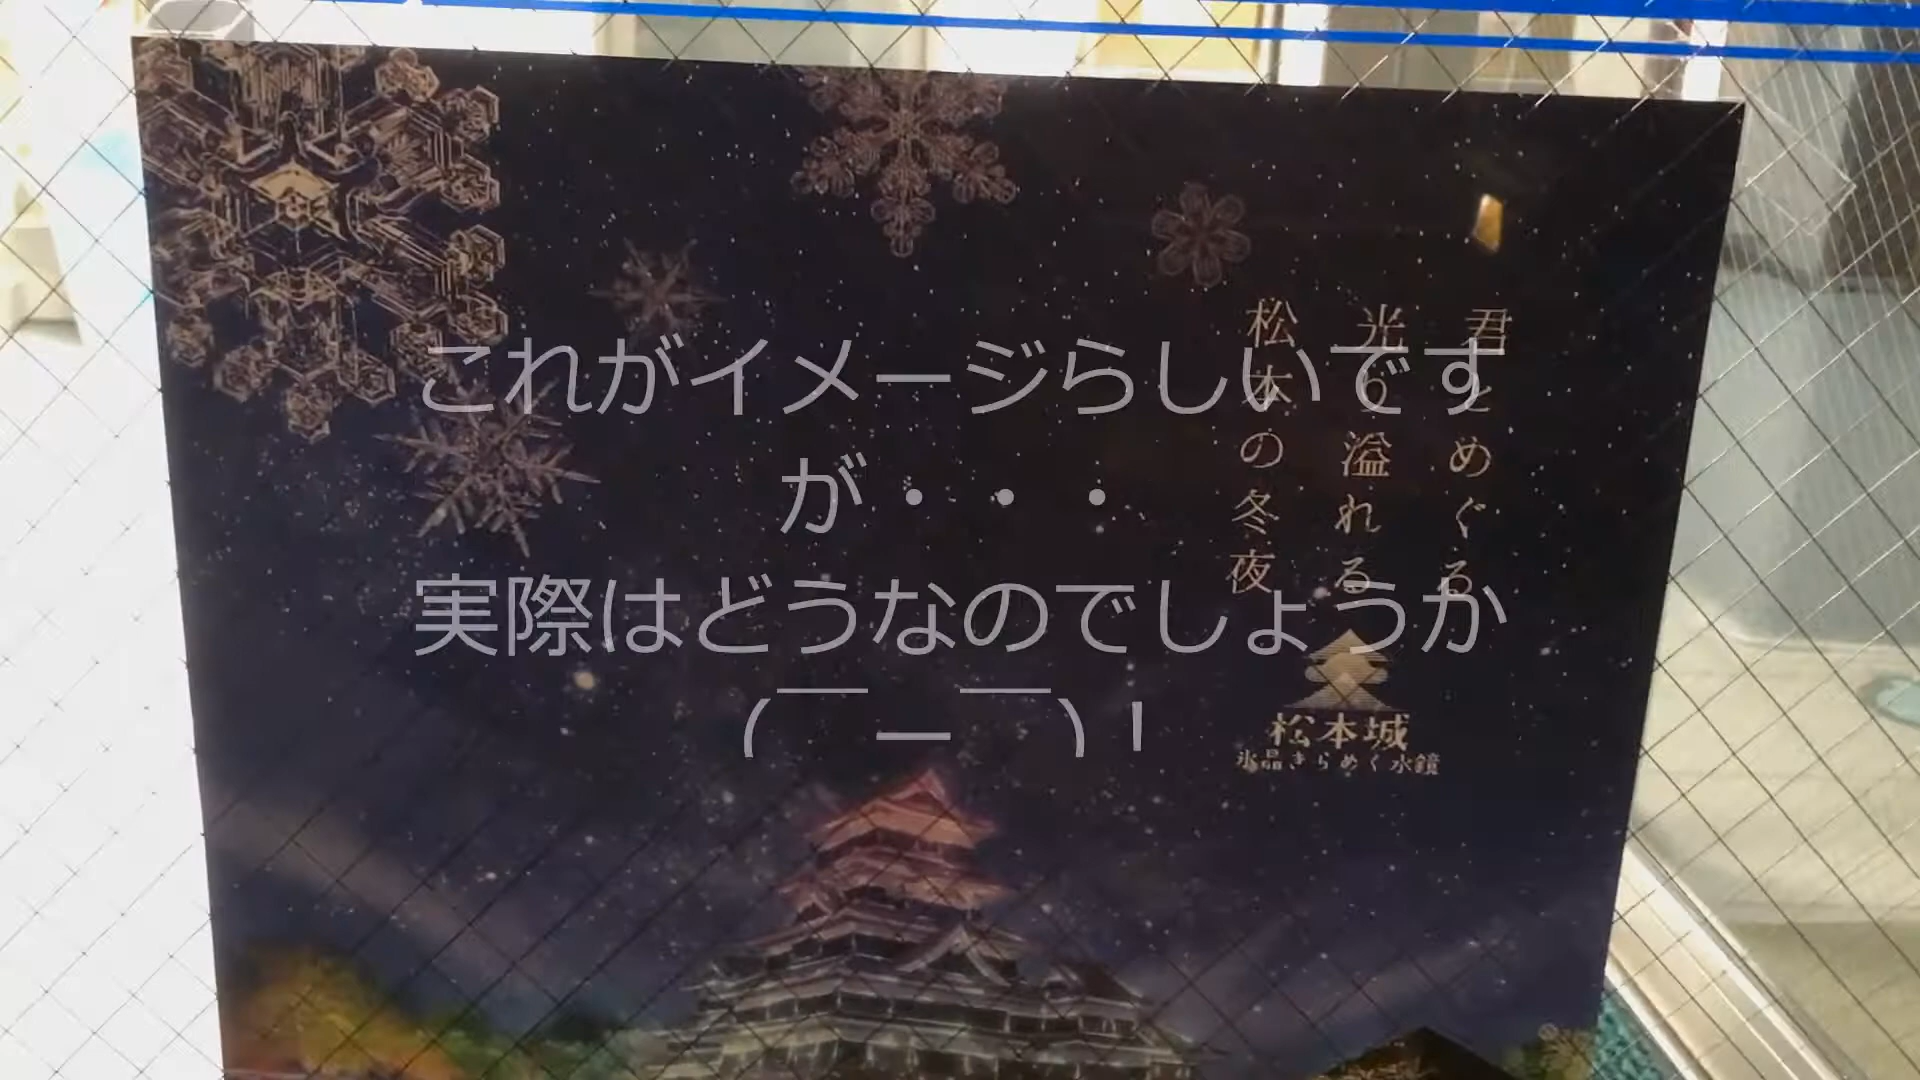 これがイメージらしいです
が・・・
実際はどうなのでしょうか
(￣ー￣)！
君とめぐる
光り溢れる
松本の冬夜
松本城
氷晶きらめく水鏡